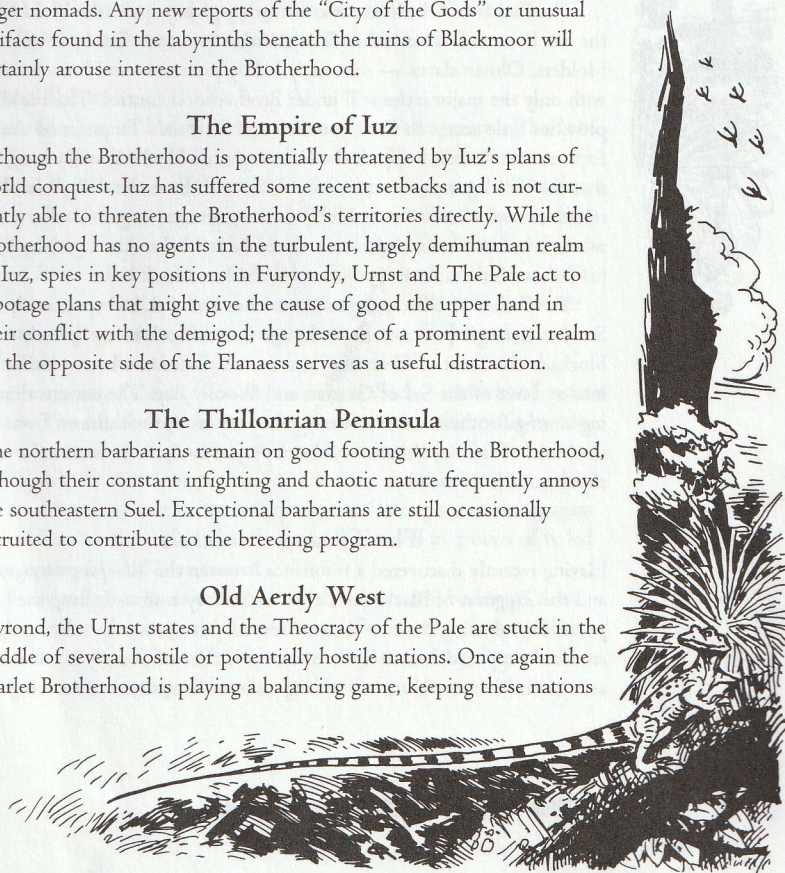 ger nomads. Any new reports of the “City of the Gods” or unusual
ifacts found in the labyrinths beneath the ruins of Blackmoor will
rtainly arouse interest in the Brotherhood.
The Empire of Iuz
though the Brotherhood is potentially threatened by Iuz’s plans of
orld conquest, Iuz has suffered some recent setbacks and is not cur-
ntly able to threaten the Brotherhood’s territories directly. While the
otherhood has no agents in the turbulent, largely demihuman realm
Iuz, spies in key positions in Furyondy, Urnst and The Pale act to
botage plans that might give the cause of good the upper hand in
eir conflict with the demigod; the presence of a prominent evil realm
the opposite side of the Flanaess serves as a useful distraction.
The Thillonrian Peninsula
ne northern barbarians remain on good footing with the Brotherhood,
though their constant infighting and chaotic nature frequently annoys
e southeastern Suel. Exceptional barbarians are still occasionally
cruited to contribute to the breeding program.
Old Aerdy West
yrond, the Urnst states and the Theocracy of the Pale are stuck in the
ddle of several hostile or potentially hostile nations. Once again the
arlet Brotherhood is playing a balancing game, keeping these nations